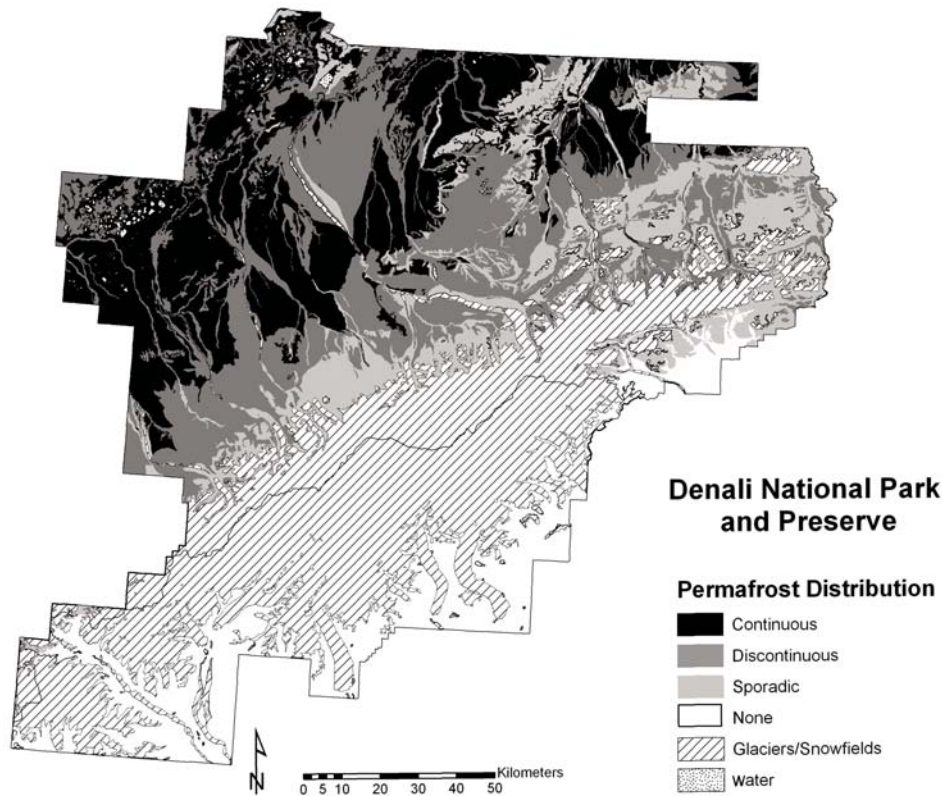 Denali National Park
and Preserve
Permafrost Distribution
Continuous
Discontinuous
Sporadic
None
Glaciers/Snowfields
Water
N
Kilometers
0 5 10 20 30 40 50